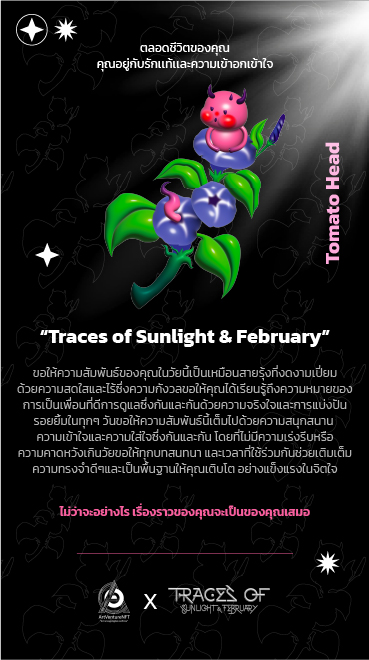 ตลอดชีวิตของคุณ
คุณอยู่กับรักแท้และความเข้าอกเข้าใจ
Tomato Head
“Traces of Sunlight & February”
ขอให้ความสัมพันธ์ของคุณในวัยนี้เป็นเหมือนสายรุ้งที่งดงามเปี่ยม
ด้วยความสดใสและไร้ซึ่งความกังวลขอให้คุณได้เรียนรู้ถึงความหมายของ
การเป็นเพื่อนที่ดีการดูแลซึ่งกันและกันด้วยความจริงใจและการแบ่งปัน
รอยยิ้มในทุกๆ วันขอให้ความสัมพันธ์นี้เต็มไปด้วยความสนุกสนาน
ความเข้าใจและความใส่ใจซึ่งกันและกัน โดยที่ไม่มีความเร่งรีบหรือ
ความคาดหวังเกินวัยขอให้ทุกบทสนทนา และเวลาที่ใช้ร่วมกันช่วยเติมเต็ม
ความทรงจำดีๆและเป็นพื้นฐานให้คุณเติบโต อย่างแข็งแรงในจิตใจ
ไม่ว่าจะอย่างไร เรื่องราวของคุณจะเป็นของคุณเสมอ
ArtVentureNFT
X
TRACES OF
SUNLIGHT & FEBRUARY